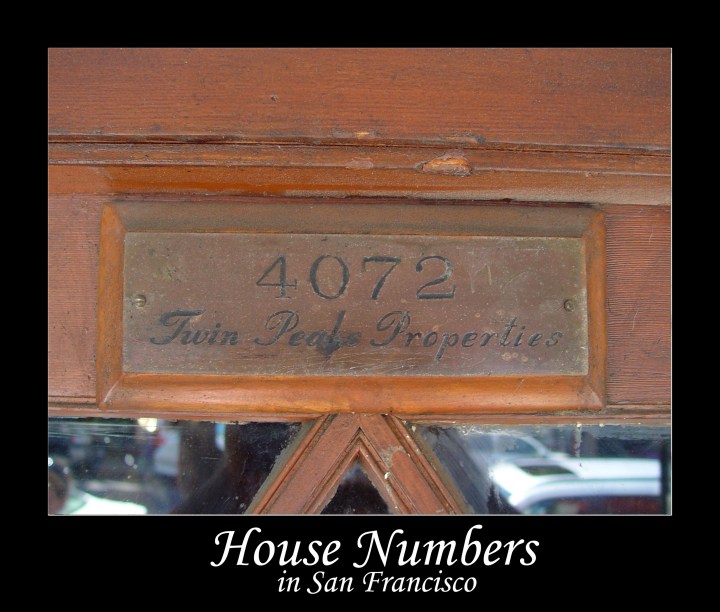 4072
Twin Peaks Properties
House Numbers
in San Francisco